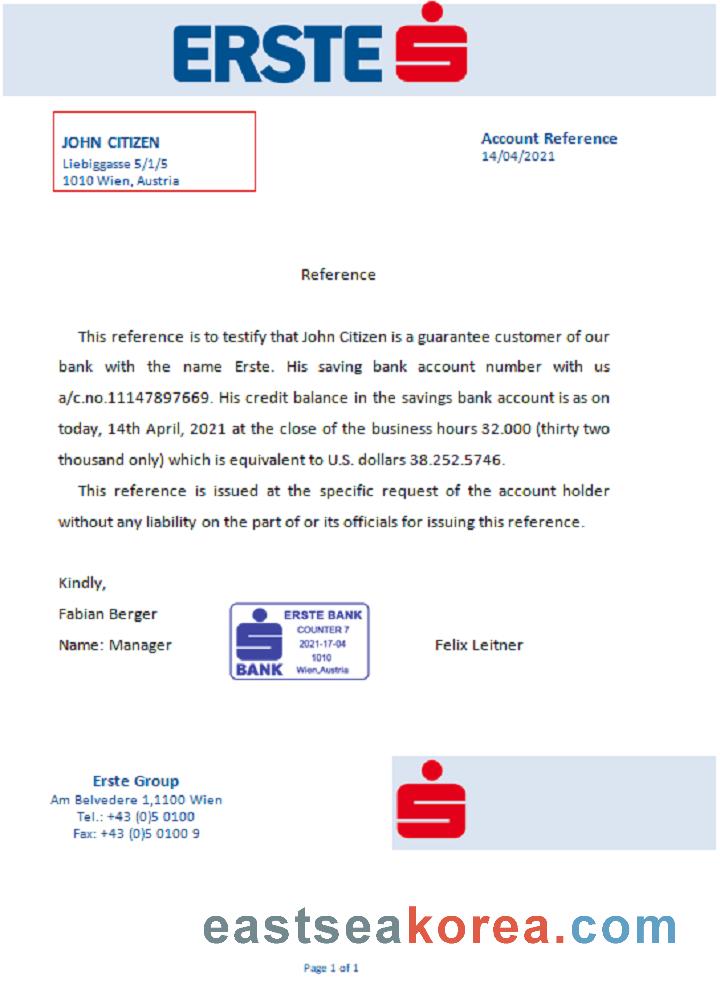 ERSTE
JOHN CITIZEN
Liebiggasse 5/1/5
1010 Wien, Austria
Account Reference
14/04/2021
Reference
This reference is to testify that John Citizen is a guarantee customer of our
bank with the name Erste. His saving bank account number with us
a/c.no.11147897669. His credit balance in the savings bank account is as on
today, 14th April, 2021 at the close of the business hours 32.000 (thirty two
thousand only) which is equivalent to U.S. dollars 38.252.5746.
This reference is issued at the specific request of the account holder
without any liability on the part of or its officials for issuing this reference.
Kindly,
Fabian Berger
Name: Manager
ERSTE BANK
COUNTER 7
2021-17-04
1010
Wien,Austria
BANK
Felix Leitner
Erste Group
Am Belvedere 1,1100 Wien
Tel.: +43 (0)5 0100
Fax: +43 (0)5 0100 9
eastseakorea.com
Page 1 of 1